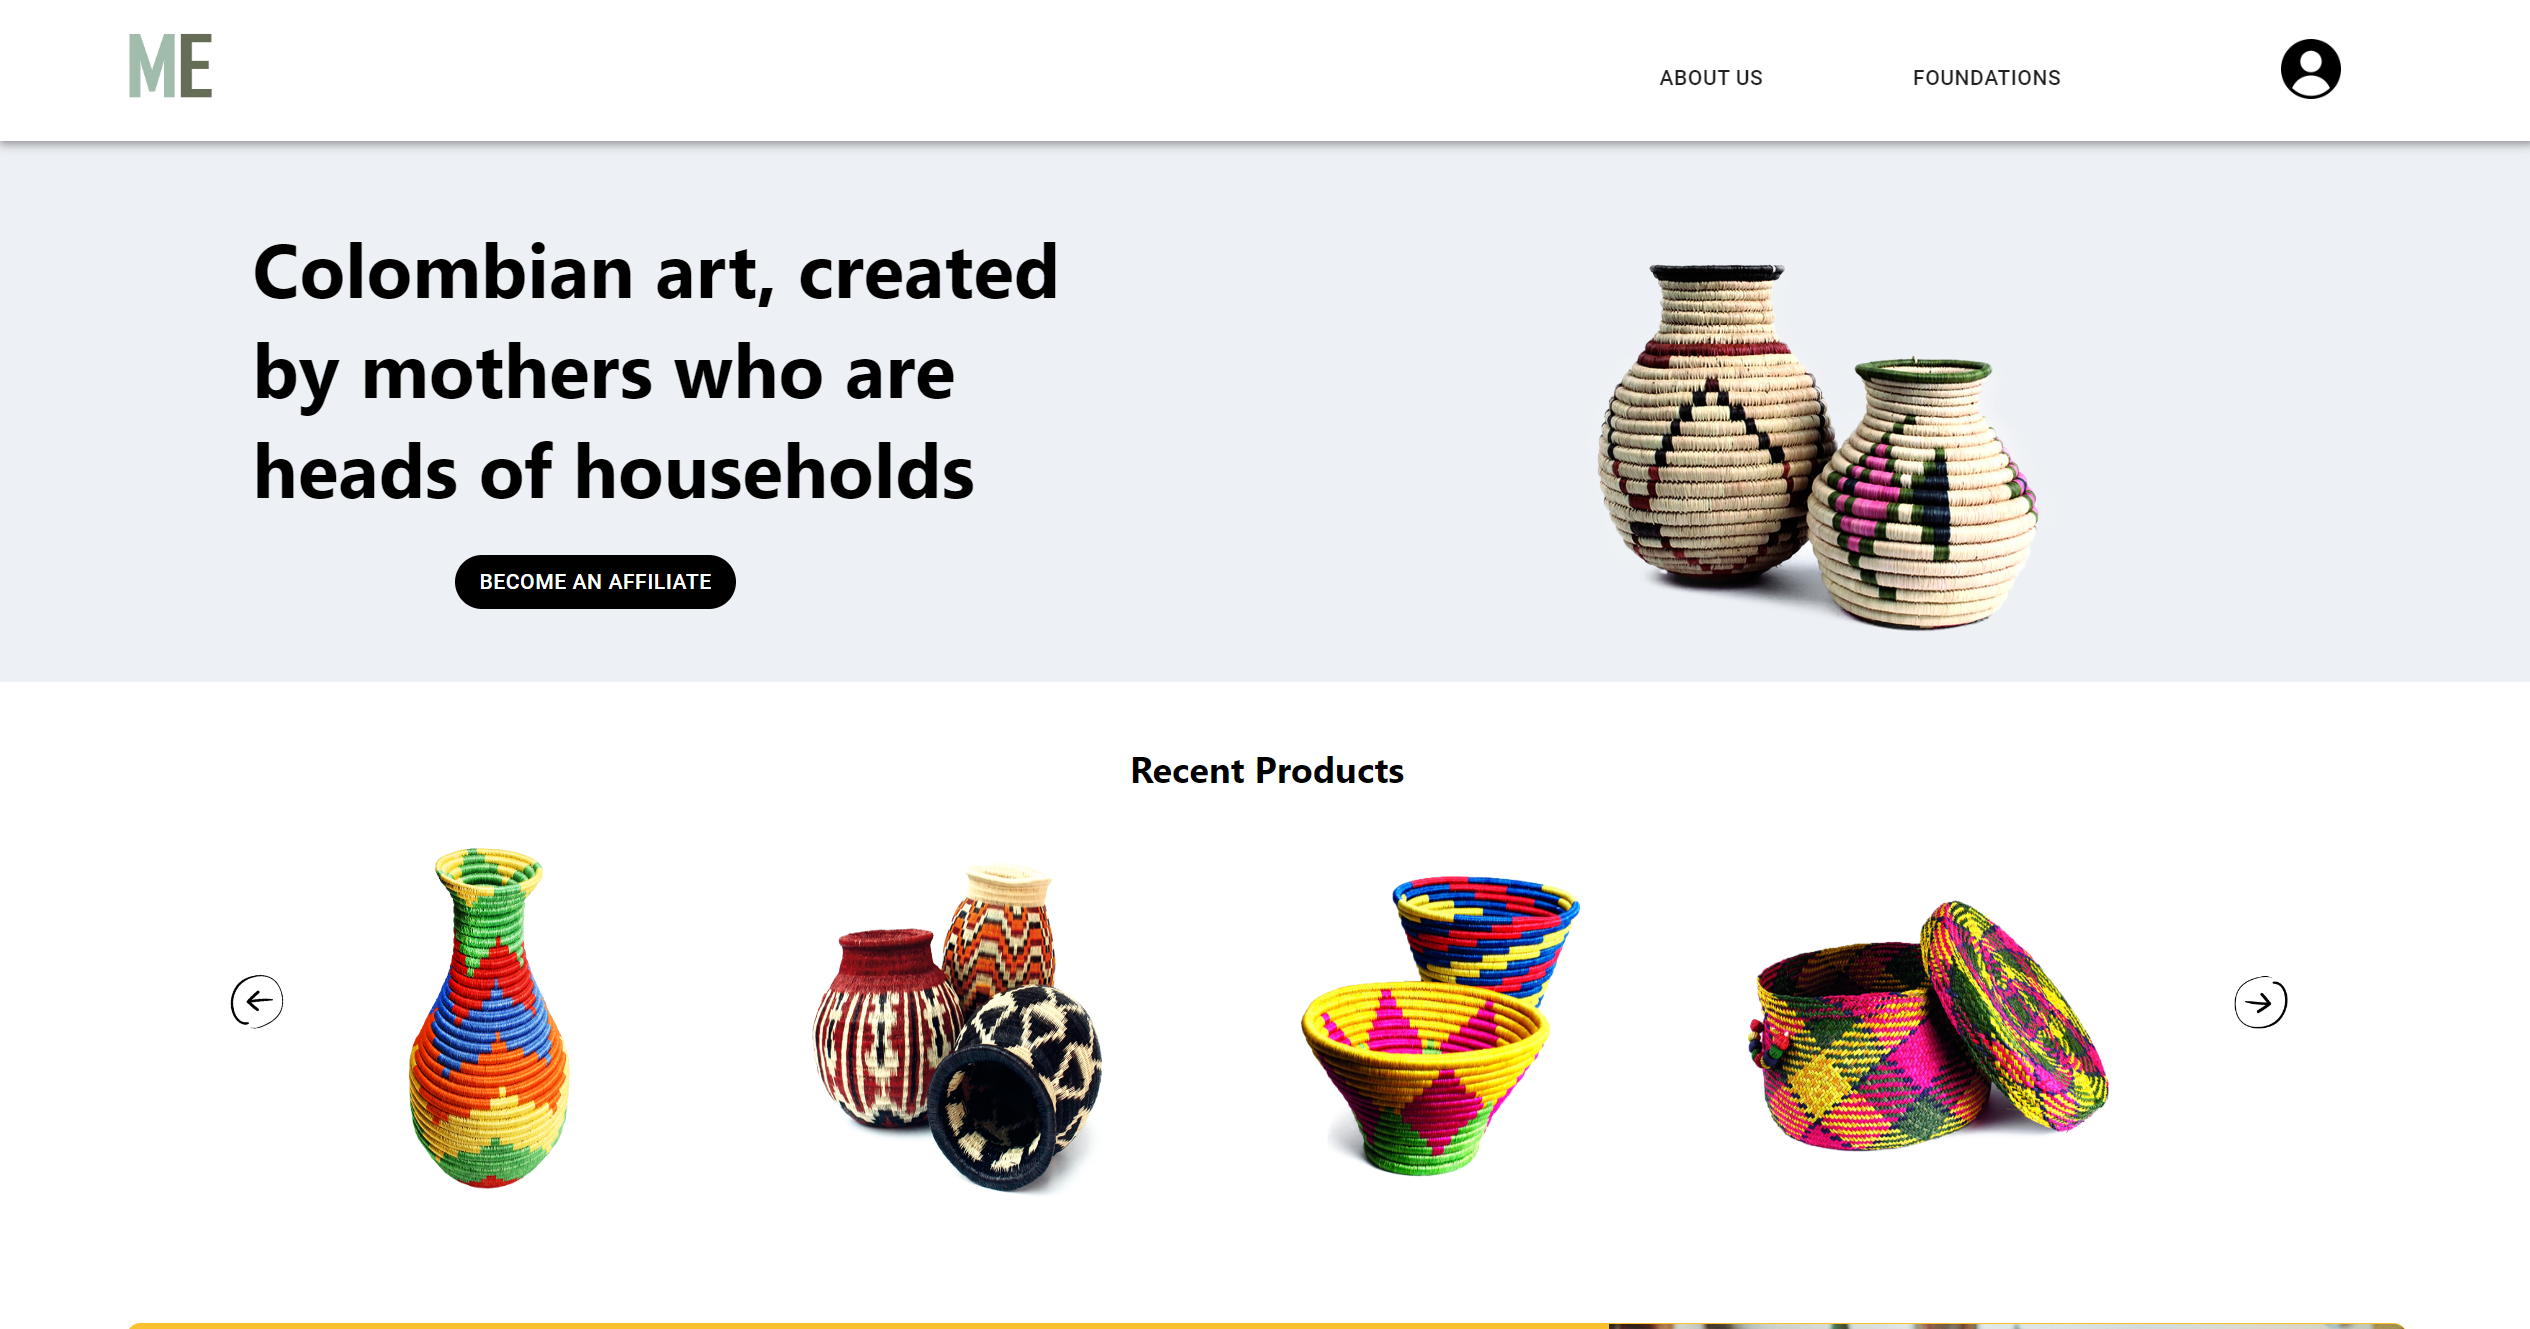 ME
ABOUT US
FOUNDATIONS
Colombian art, created
by mothers who are
heads of households
BECOME AN AFFILIATE
Recent Products